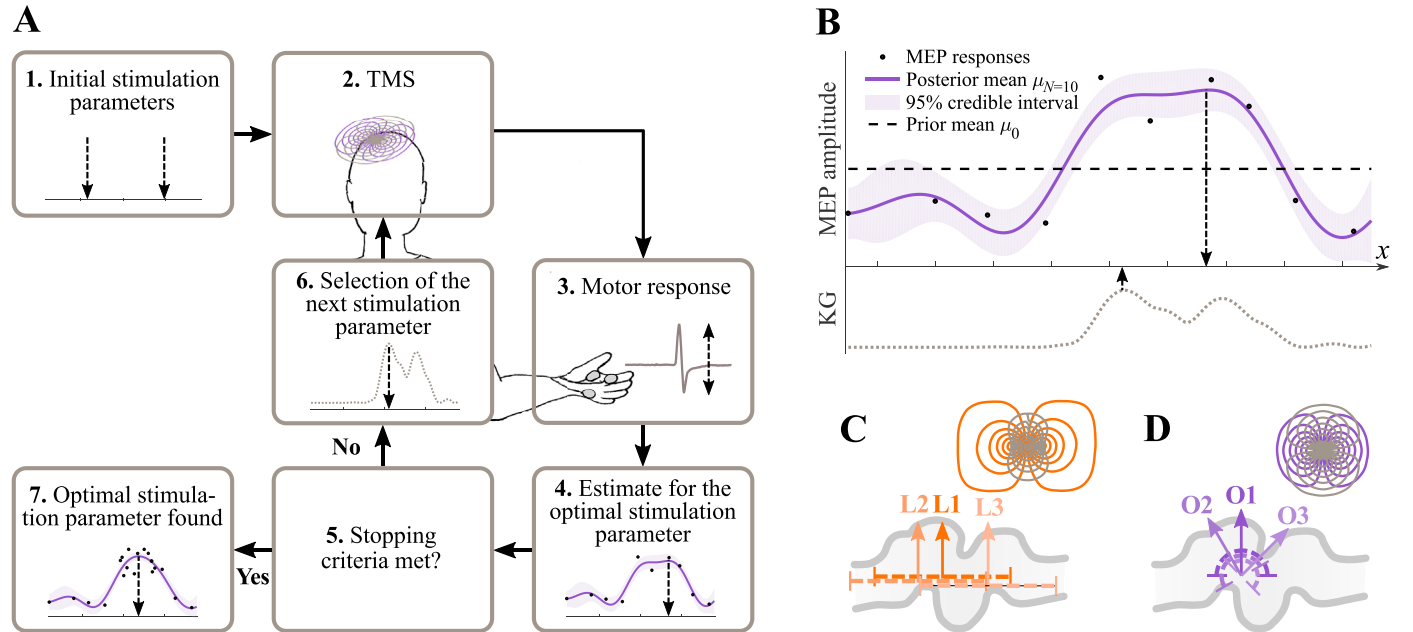 A
1. Initial stimulation
parameters
2. TMS
6. Selection of the
next stimulation
parameter
3. Motor response
No
7. Optimal stimula-
tion parameter found
Yes
5. Stopping
criteria met?
4. Estimate for the
optimal stimulation
parameter
B
MEP amplitude
MEP responses
Posterior mean μN=10
95% credible interval
Prior mean μ0
x
KG
C
L2 L1 L3
D
O2 O1 O3